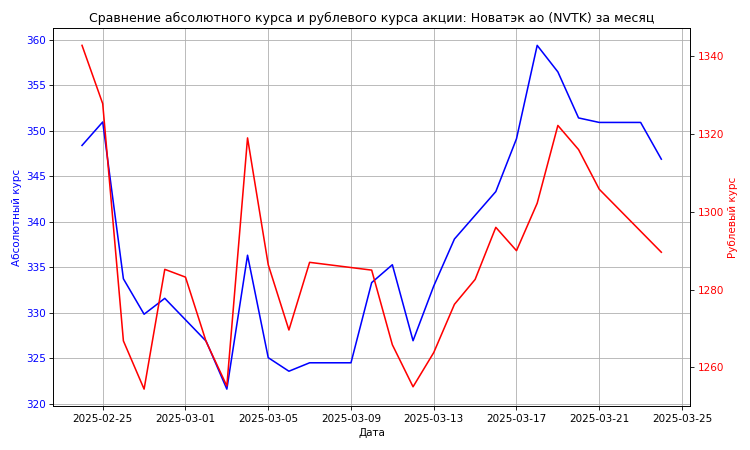 Сравнение абсолютного курса и рублевого курса акции: Новатэк ао (NVTK) за месяц
360
355
350
345
340
335
330
325
320
Абсолютный курс
1340
1320
1300
1280
1260
Рублевый курс
2025-02-25 2025-03-01 2025-03-05 2025-03-09 2025-03-13 2025-03-17 2025-03-21 2025-03-25
Дата